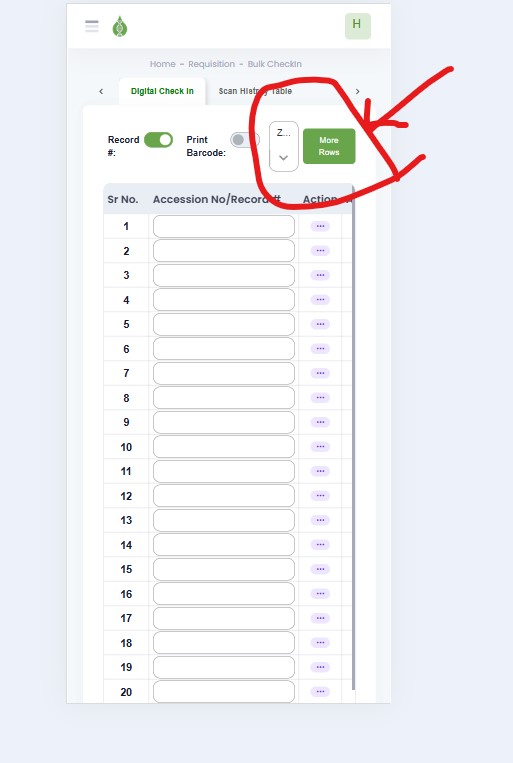 H
Home - Requisition - Bulk Checkin
Digital Check in
Scan History Table
Record
#:
Print
Barcode:
Z...
More
Rows
Sr No. Accession No/Record # Action
1
2
3
4
5
6
7
8
9
10
11
12
13
14
15
16
17
18
19
20